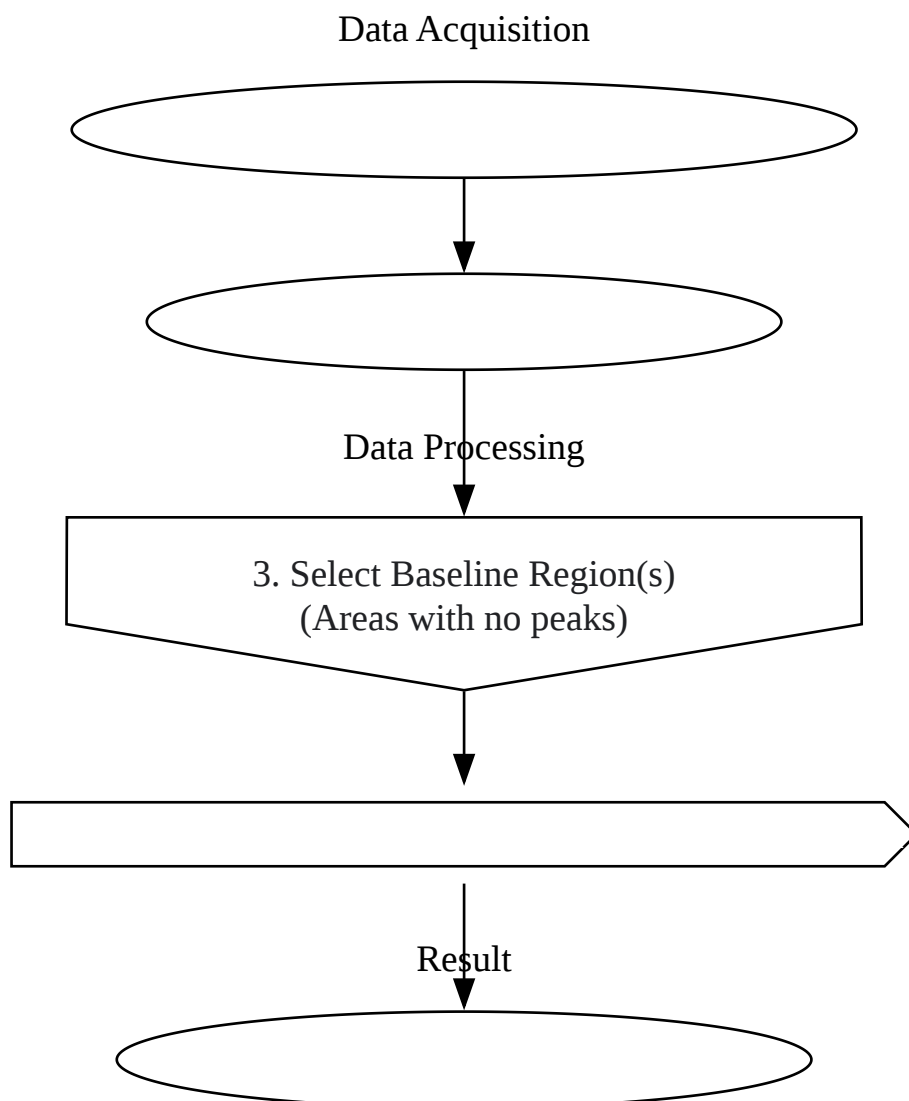 Data Acquisition
Data Processing
3. Select Baseline Region(s)
(Areas with no peaks)
Result